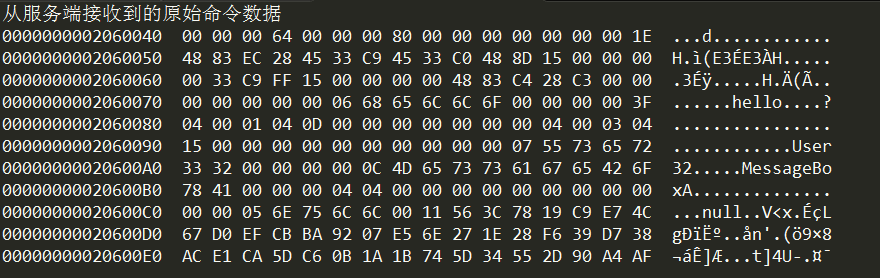 从服务端接收到的原始命令数据
0000000002060040 00 00 00 64 00 00 00 80 00 00 00 00 00 00 00 1E ...d............
0000000002060050 48 83 EC 28 45 33 C9 45 33 C0 48 8D 15 00 00 00 H.ì(E3ÉE3ÀH.....
0000000002060060 00 33 C9 FF 15 00 00 00 00 48 83 C4 28 C3 00 00 .3Éÿ.....H.Ä(Ã..
0000000002060070 00 00 00 00 00 06 68 65 6C 6C 6F 00 00 00 00 3F ......hello....?
0000000002060080 04 00 01 04 0D 00 00 00 00 00 00 00 04 00 03 04 ................
0000000002060090 15 00 00 00 00 00 00 00 00 00 00 07 55 73 65 72 ............User
00000000020600A0 33 32 00 00 00 00 0C 4D 65 73 73 61 67 65 42 6F 32.....MessageBo
00000000020600B0 78 41 00 00 00 04 04 00 00 00 00 00 00 00 00 00 xA..............
00000000020600C0 00 00 05 6E 75 6C 6C 00 11 56 3C 78 19 C9 E7 4C ...null..V<x.ÉçL
00000000020600D0 67 D0 EF CB BA 92 07 E5 6E 27 1E 28 F6 39 D7 38 gÐïËº..ån'.(ö9×8
00000000020600E0 AC E1 CA 5D C6 0B 1A 1B 74 5D 34 55 2D 90 A4 AF ¬áÊ]Æ...t]4U-.¤¯